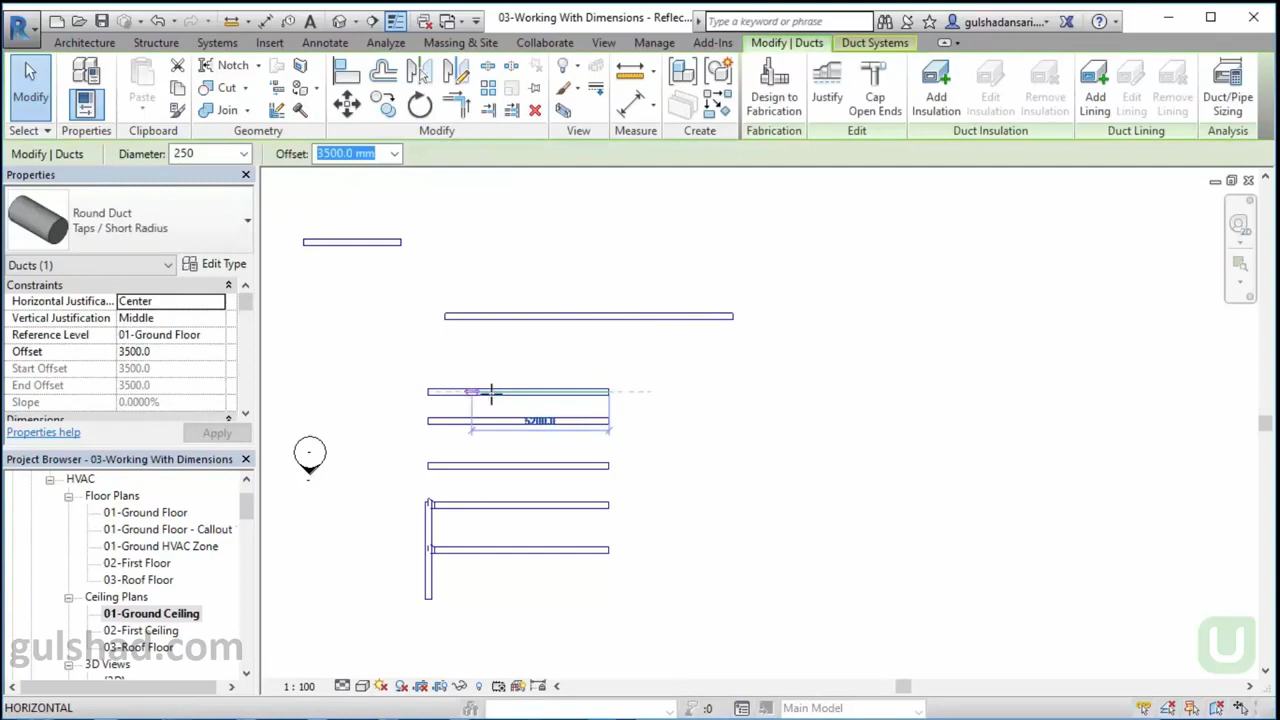 03-Working With Dimensions - Reflec...
Type a keyword or phrase
gulshadansari....
Architecture Structure Systems Insert Annotate Analyze Massing & Site Collaborate View Manage Add-Ins Modify | Ducts Duct Systems
Modify Paste Notch Cut Join Design to Fabrication Justify Cap Open Ends Add Insulation Edit Insulation Remove Insulation Add Lining Edit Lining Remove Lining Duct/Pipe Sizing
Select Properties Clipboard Geometry Modify View Measure Create Fabrication Edit Duct Insulation Duct Lining Analysis
Modify | Ducts Diameter: 250 Offset: 3500.0 mm
Properties
Round Duct
Taps / Short Radius
Ducts (1) Edit Type
Constraints
Horizontal Justifica... Center
Vertical Justification Middle
Reference Level 01-Ground Floor
Offset 3500.0
Start Offset 3500.0
End Offset 3500.0
Slope 0.0000%
Dimensions
Properties help Apply
Project Browser - 03-Working With Dimensions
HVAC
Floor Plans
01-Ground Floor
01-Ground Floor - Callout
01-Ground HVAC Zone
02-First Floor
03-Roof Floor
Ceiling Plans
01-Ground Ceiling
02-First Ceiling
03-Roof Floor
3D Views
5200.0
gulshad.com
1 : 100
HORIZONTAL
:0
Main Model